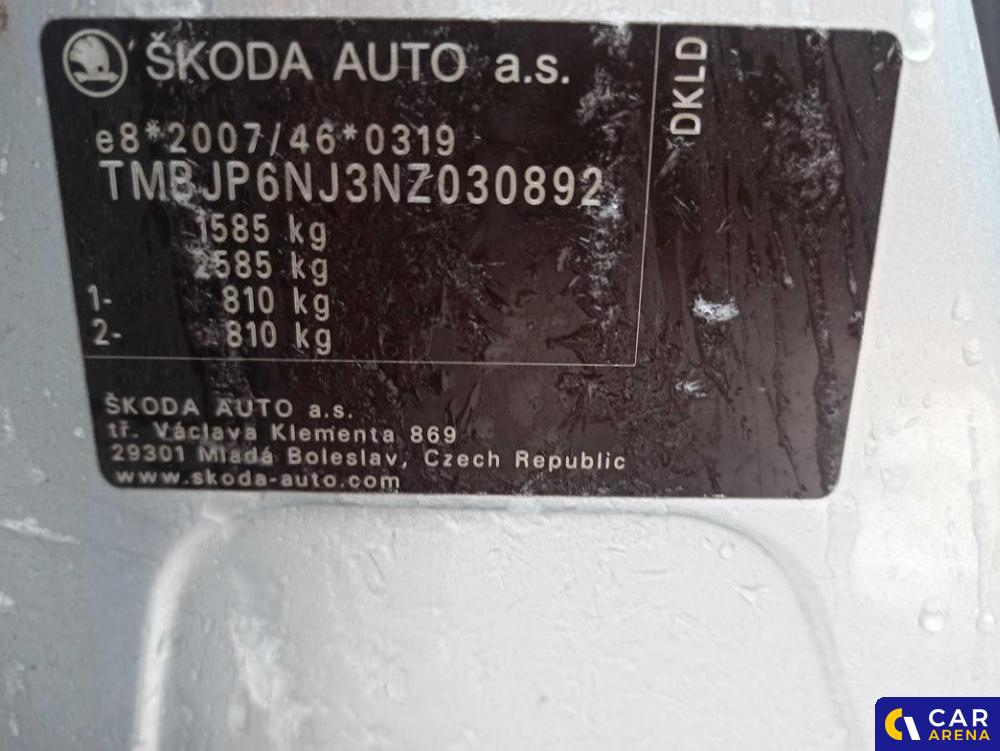 ŠKODA AUTO a.s.
DKLD
e8*2007/46*0319
TMBJP6NJ3NZ030892
1585 kg
2585 kg
1- 810 kg
2- 810 kg
ŠKODA AUTO a.s.
tř. Václava Klementa 869
29301 Mladá Boleslav, Czech Republic
www.skoda-auto.com
CAR
ARENA